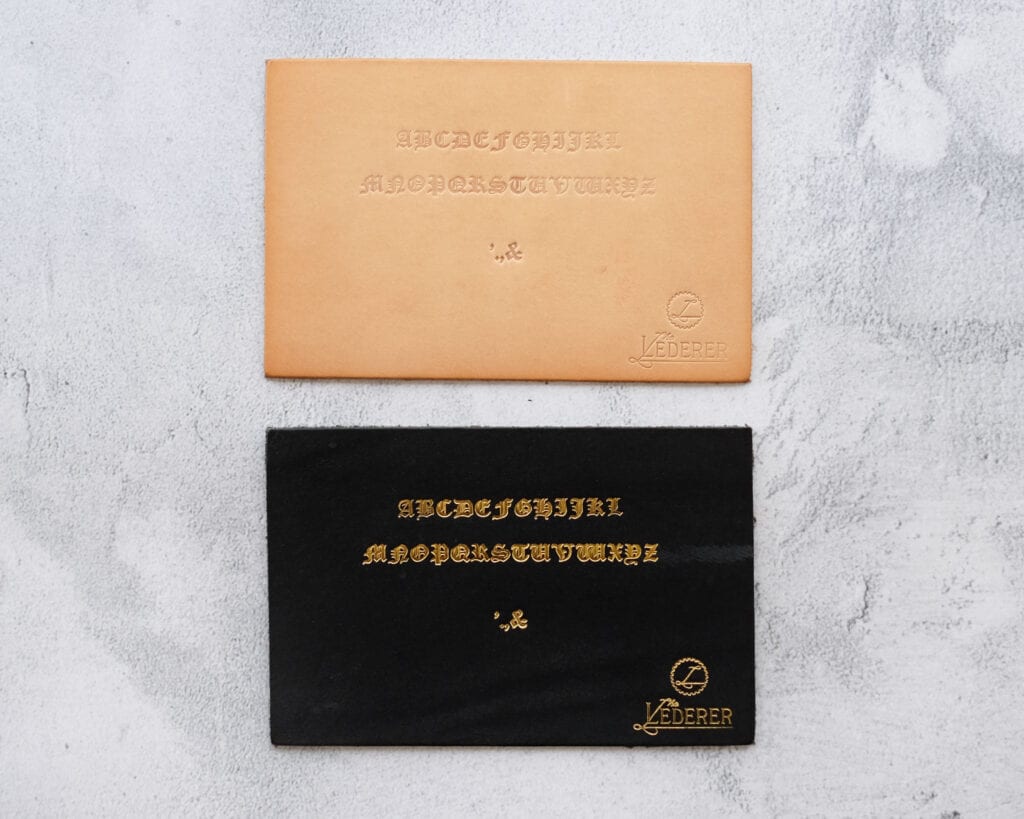 ABCDEFGHIJKL
MNOPQRSTUVWXYZ
'.,&
L
The
LEDERER
ABCDEFGHIJKL
MNOPQRSTUVWXYZ
'.,&
L
The
LEDERER